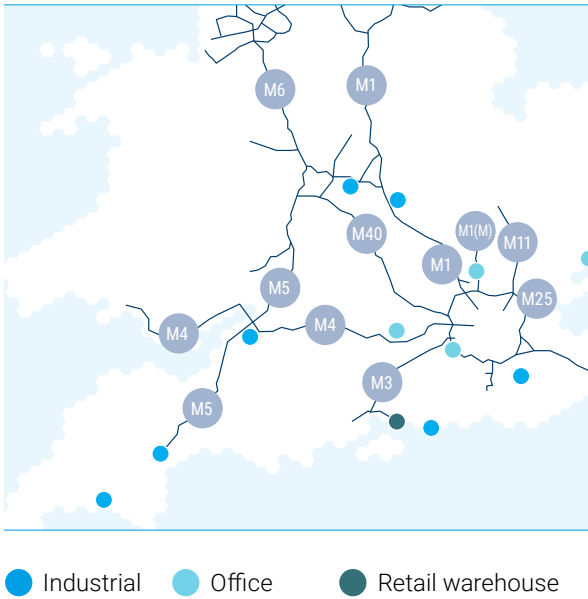 M6
M1
M1(M)
M40
M11
M1
M5
M25
M4
M4
M3
M5
Industrial
Office
Retail warehouse